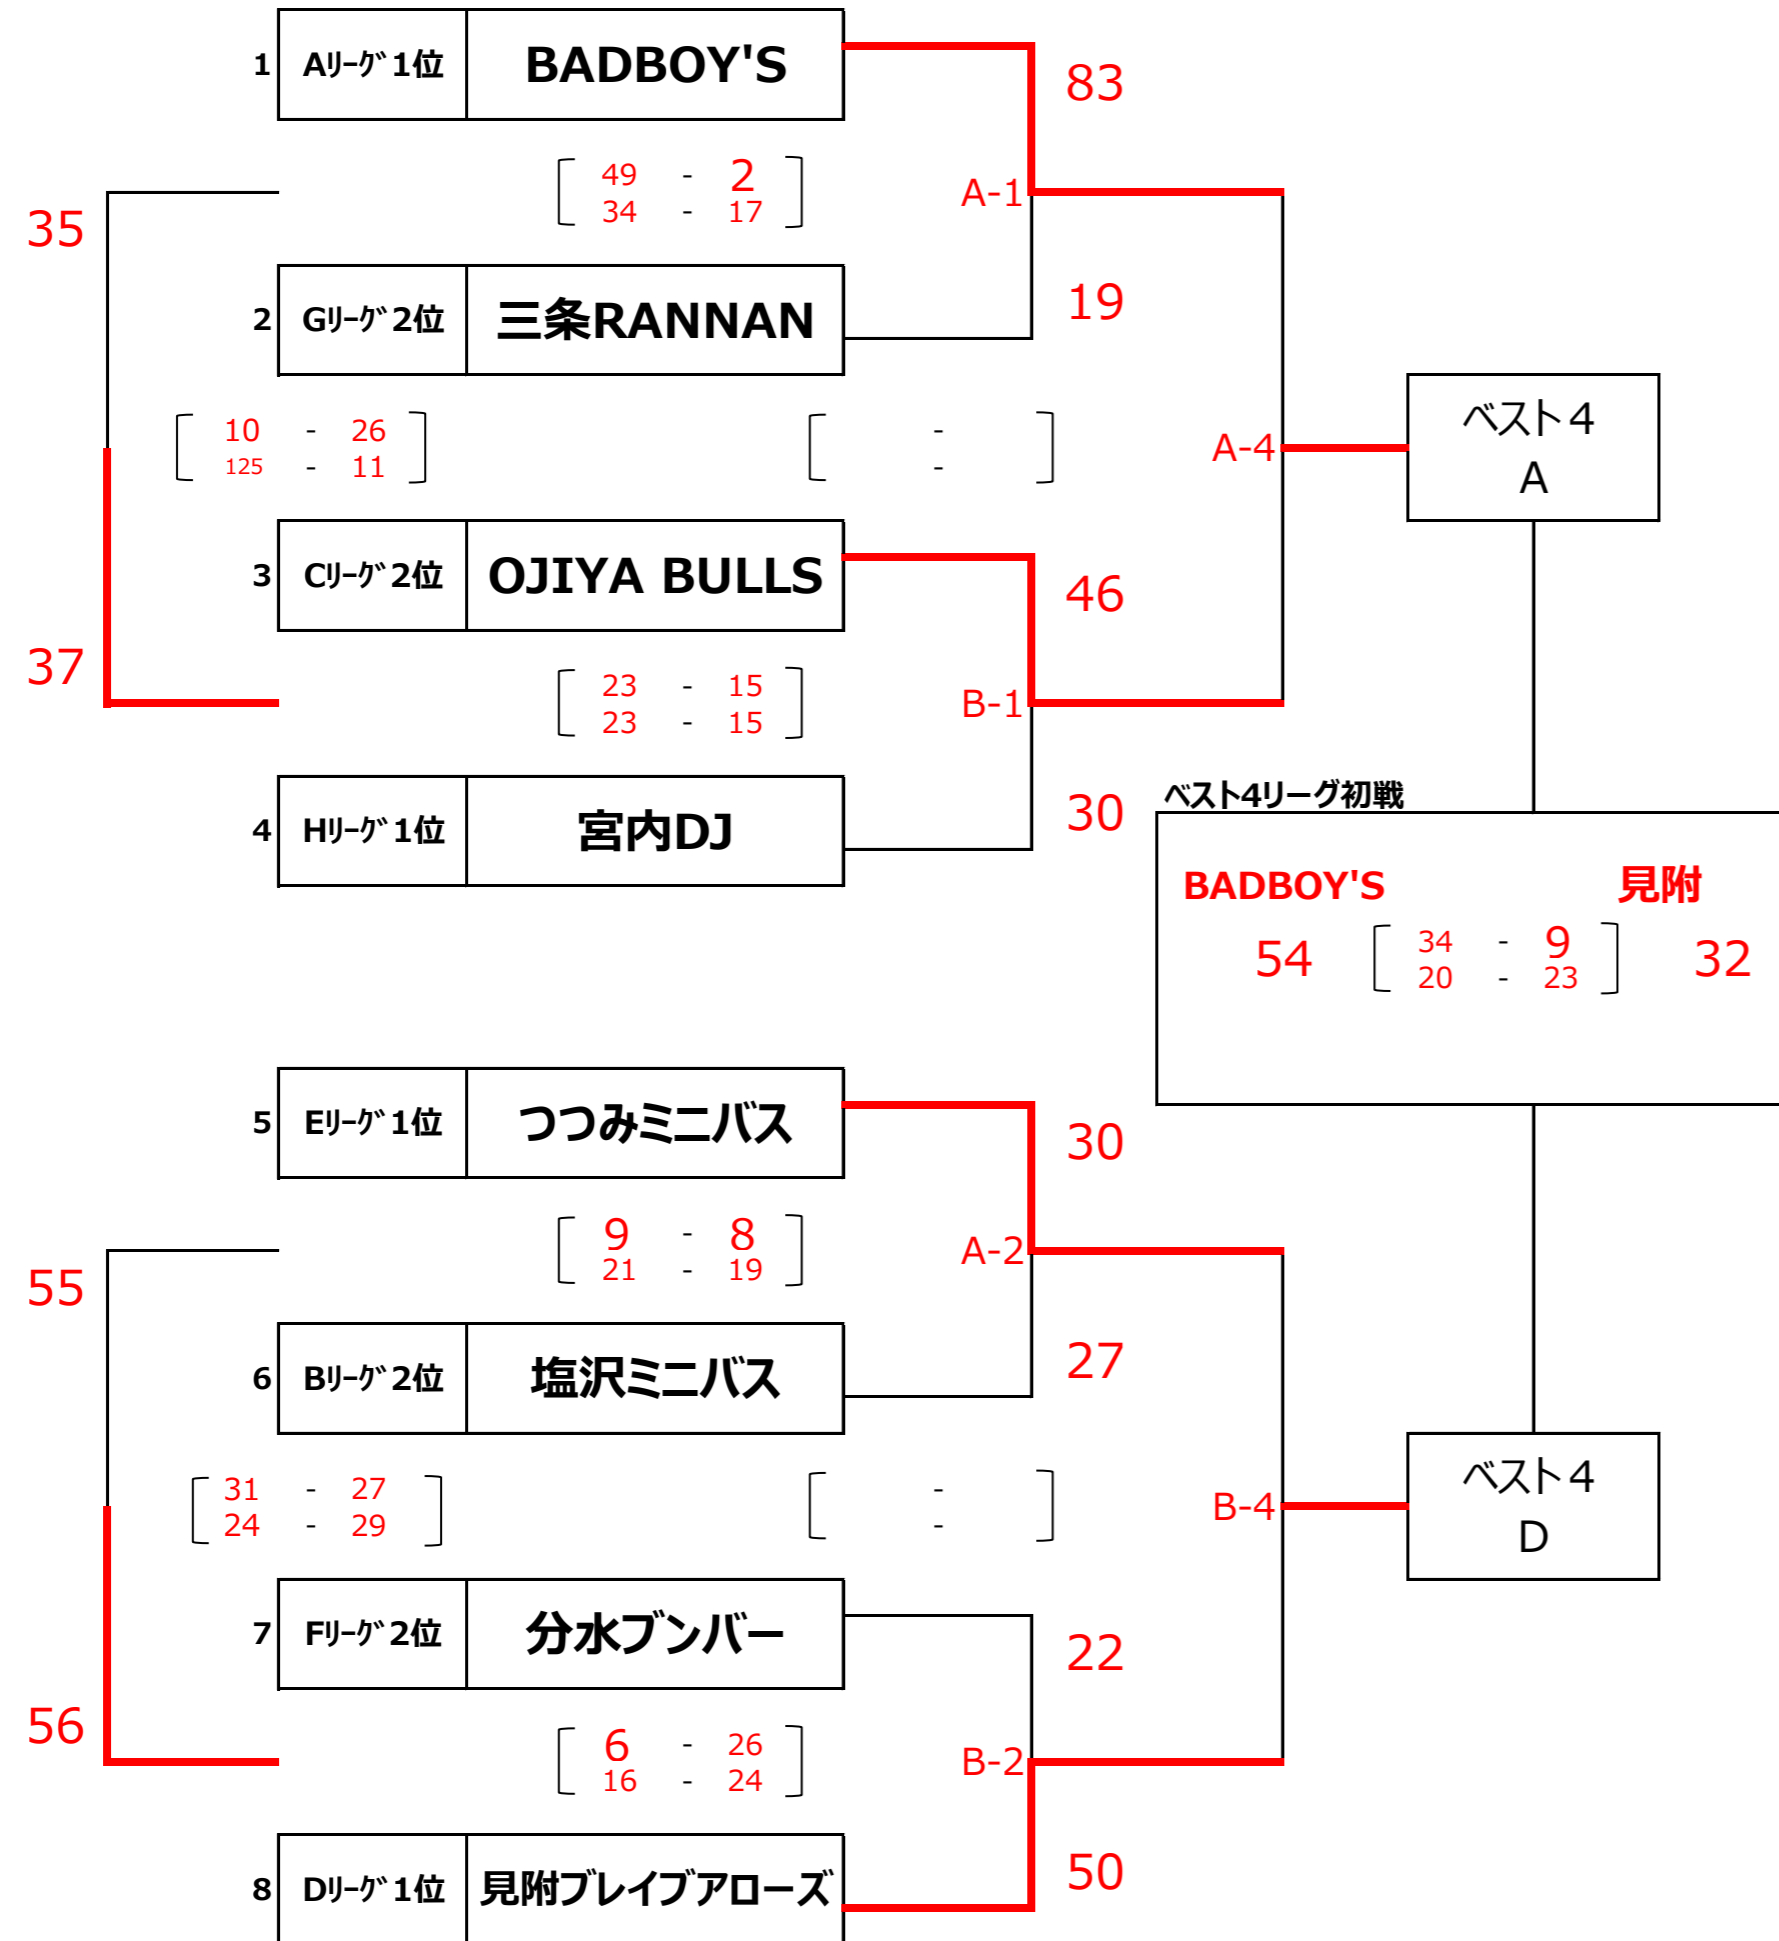 1 Aリーグ1位 BADBOY'S 83
49 - 2
34 - 17
A-1
35
19
2 Gリーグ2位 三条RANNAN
10 - 26
125 - 11
-
-
A-4
ベスト4
A
3 Cリーグ2位 OJIYA BULLS 46
37
23 - 15
23 - 15
B-1
30
4 Hリーグ1位 宮内DJ
ベスト4リーグ初戦
BADBOY'S 見附
54 32
34 - 9
20 - 23
5 Eリーグ1位 つつみミニバス 30
9 - 8
21 - 19
A-2
55
27
6 Bリーグ2位 塩沢ミニバス
31 - 27
24 - 29
-
-
B-4
ベスト4
D
7 Fリーグ2位 分水ブンバー 22
56
6 - 26
16 - 24
B-2
50
8 Dリーグ1位 見附ブレイブアローズ